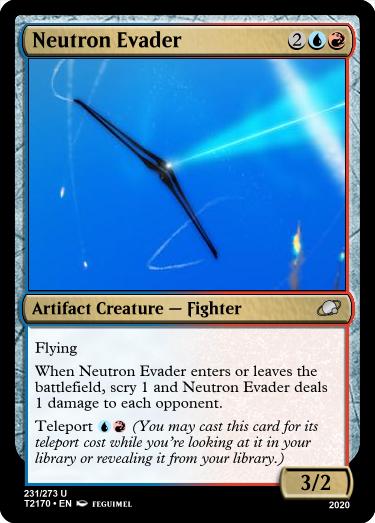 Neutron Evader 2
Artifact Creature — Fighter
Flying
When Neutron Evader enters or leaves the
battlefield, scry 1 and Neutron Evader deals
1 damage to each opponent.
Teleport (You may cast this card for
its teleport cost while you're looking at it in your
library or revealing it from your library.)
3/2
231/273 U
T2170 • EN FEGUIMEL
2020